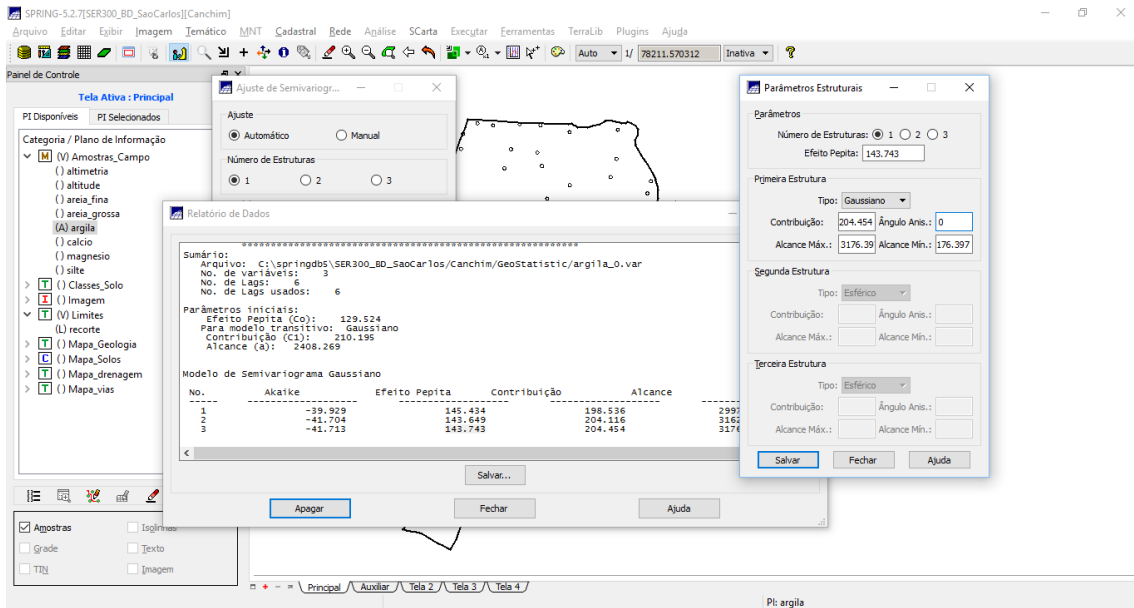 SPRING-5.2.7[SER300_BD_SaoCarlos][Canchim]
Arquivo Editar Exibir Imagem Temático MNT Cadastral Rede Análise SCarta Executar Ferramentas TerraLib Plugins Ajuda
Auto 1/ 78211.570312 Inativa
Painel de Controle
Tela Ativa : Principal
PI Disponíveis PI Selecionados
Categoria / Plano de Informação
M (V) Amostras_Campo
() altimetria
() altitude
() areia_fina
() areia_grossa
(A) argila
() calcio
() magnesio
() silte
T () Classes_Solo
I () Imagem
T (V) Limites
(L) recorte
T () Mapa_Geologia
C () Mapa_Solos
T () Mapa_drenagem
T () Mapa_vias
Amostras Isolinhas
Grade Texto
TIN Imagem
Ajuste de Semivariogr...
Ajuste
Automático Manual
Número de Estruturas
1 2 3
Relatório de Dados
**********************************************************
Sumário:
Arquivo: C:\springdb5\SER300_BD_SaoCarlos/Canchim/GeoStatistic/argila_0.var
No. de variáveis: 3
No. de Lags: 6
No. de Lags usados: 6
Parâmetros iniciais:
Efeito Pepita (Co): 129.524
Para modelo transitivo: Gaussiano
Contribuição (C1): 210.195
Alcance (a): 2408.269
Modelo de Semivariograma Gaussiano
No. Akaike Efeito Pepita Contribuição Alcance
1 -39.929 145.434 198.536 2997
2 -41.704 143.649 204.116 3162
3 -41.713 143.743 204.454 3176
Salvar...
Apagar Fechar Ajuda
Parâmetros Estruturais
Parâmetros
Número de Estruturas: 1 2 3
Efeito Pepita: 143.743
Primeira Estrutura
Tipo: Gaussiano
Contribuição: 204.454 Ângulo Anis.: 0
Alcance Máx.: 3176.39 Alcance Mín.: 176.397
Segunda Estrutura
Tipo: Esférico
Contribuição: Ângulo Anis.:
Alcance Máx.: Alcance Mín.:
Terceira Estrutura
Tipo: Esférico
Contribuição: Ângulo Anis.:
Alcance Máx.: Alcance Mín.:
Salvar Fechar Ajuda
Principal Auxiliar Tela 2 Tela 3 Tela 4
PI: argila